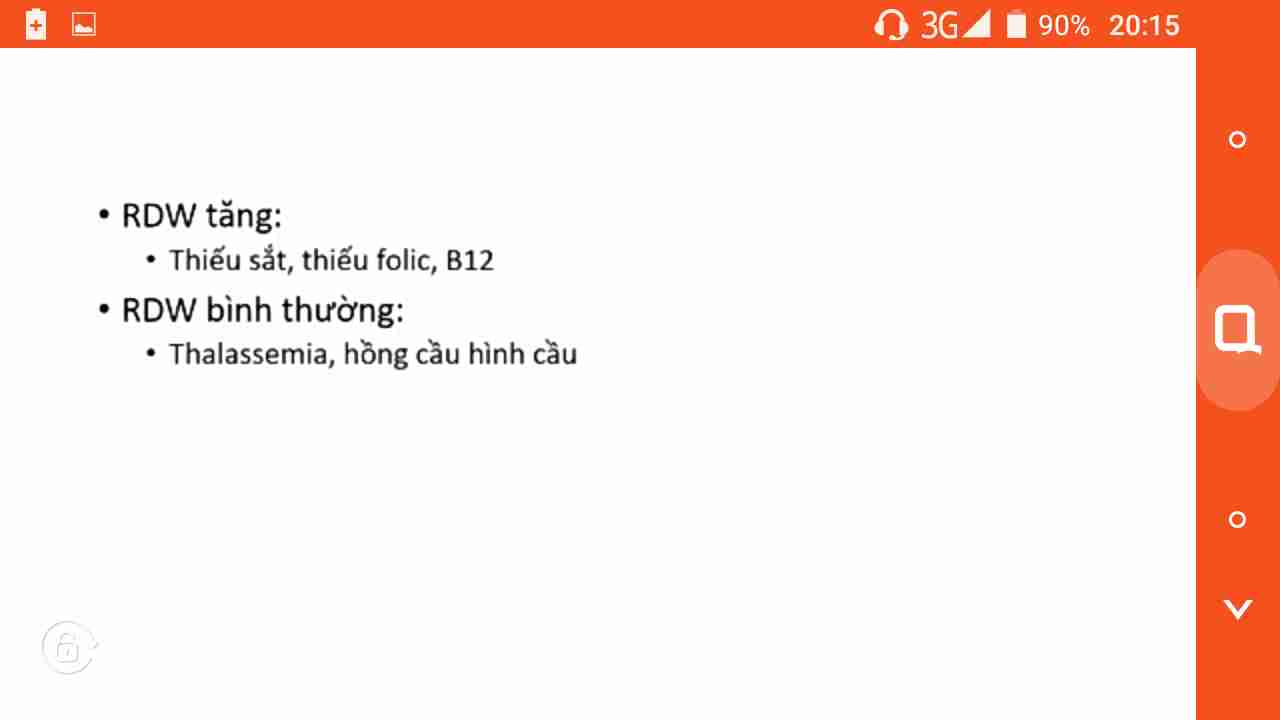 3G 90% 20:15
• RDW tăng:
• Thiếu sắt, thiếu folic, B12
• RDW bình thường:
• Thalassemia, hồng cầu hình cầu